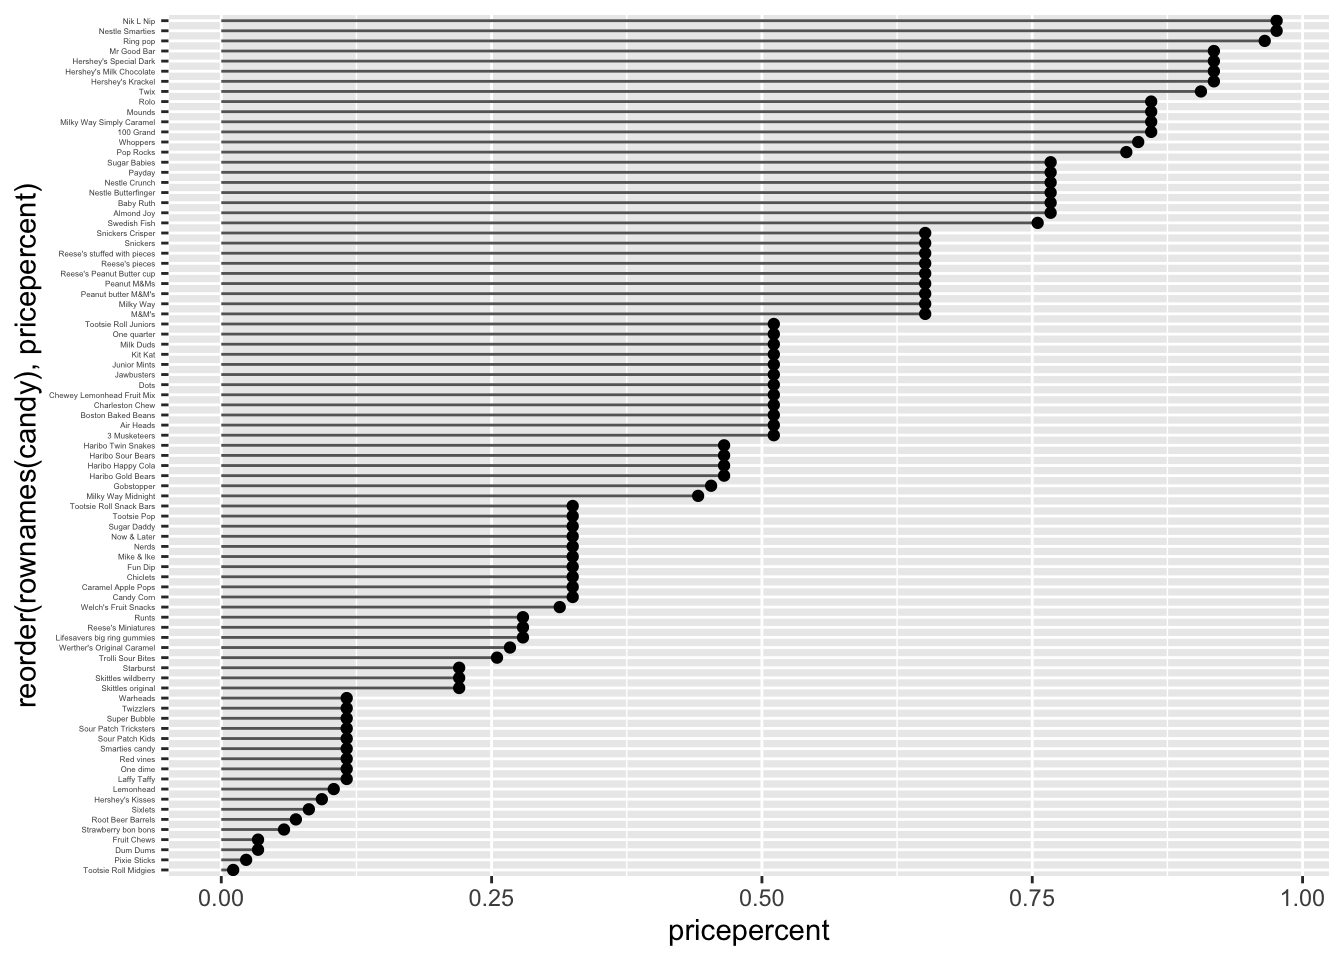 Nik L Nip
Nestle Smarties
Ring pop
Mr Good Bar
Hershey's Special Dark
Hershey's Milk Chocolate
Hershey's Krackel
Twix
Rolo
Mounds
Milky Way Simply Caramel
100 Grand
Whoppers
Pop Rocks
Sugar Babies
Payday
Nestle Crunch
Nestle Butterfinger
Baby Ruth
Almond Joy
Swedish Fish
Snickers Crisper
Snickers
Reese's stuffed with pieces
Reese's pieces
Reese's Peanut Butter cup
Peanut M&Ms
Peanut butter M&M's
Milky Way
M&M's
Tootsie Roll Juniors
One quarter
Milk Duds
Kit Kat
Junior Mints
Jawbusters
Dots
Chewey Lemonhead Fruit Mix
Charleston Chew
Boston Baked Beans
Air Heads
3 Musketeers
Haribo Twin Snakes
Haribo Sour Bears
Haribo Happy Cola
Haribo Gold Bears
Gobstopper
Milky Way Midnight
Tootsie Roll Snack Bars
Tootsie Pop
Sugar Daddy
Now & Later
Nerds
Mike & Ike
Fun Dip
Chiclets
Caramel Apple Pops
Candy Corn
Welch's Fruit Snacks
Runts
Reese's Miniatures
Lifesavers big ring gummies
Werther's Original Caramel
Trolli Sour Bites
Starburst
Skittles wildberry
Skittles original
Warheads
Twizzlers
Super Bubble
Sour Patch Tricksters
Sour Patch Kids
Smarties candy
Red vines
One dime
Laffy Taffy
Lemonhead
Hershey's Kisses
Sixlets
Root Beer Barrels
Strawberry bon bons
Fruit Chews
Dum Dums
Pixie Sticks
Tootsie Roll Midgies
reorder(rownames(candy), pricepercent)
0.00 0.25 0.50 0.75 1.00
pricepercent